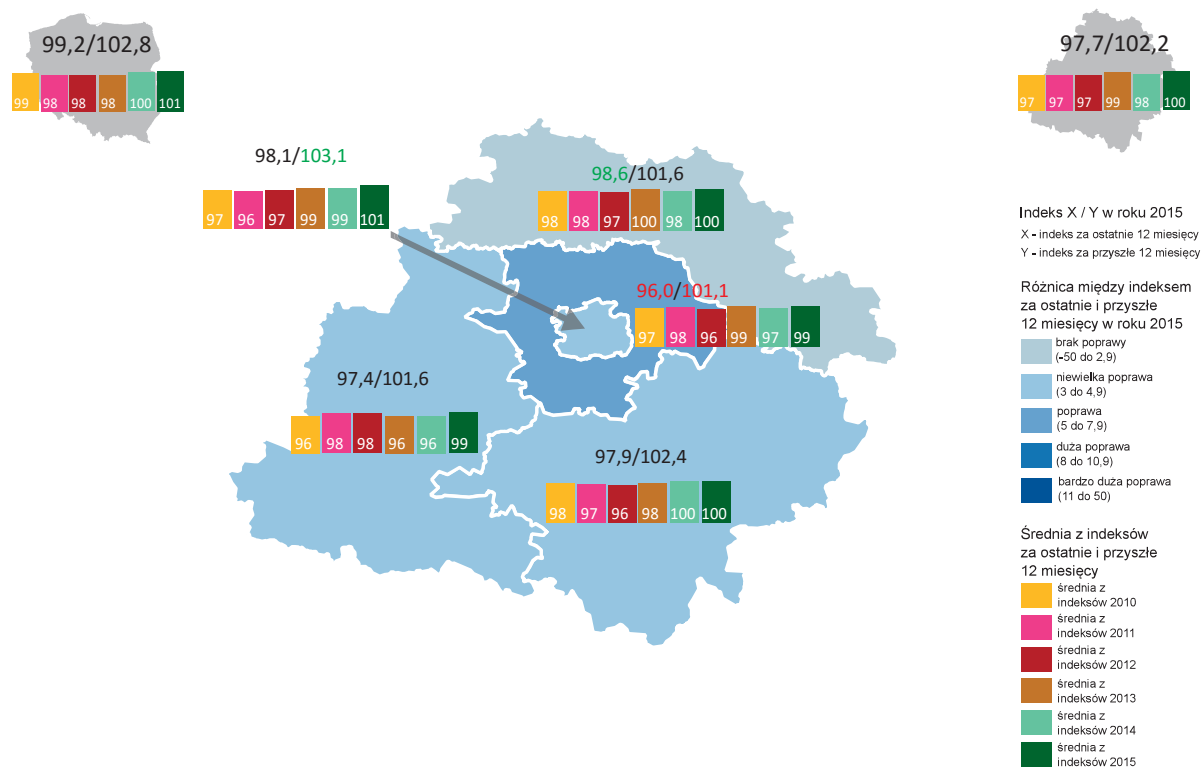 99,2/102,8
99 98 98 98 100 101
97,7/102,2
97 97 97 99 98 100
98,1/103,1
97 96 97 99 99 101
98,6/101,6
98 98 97 100 98 100
96,0/101,1
97 98 96 99 97 99
97,4/101,6
96 98 98 96 96 99
97,9/102,4
98 97 96 98 100 100
Indeks X / Y w roku 2015
X - indeks za ostatnie 12 miesięcy
Y - indeks za przyszłe 12 miesięcy
Różnica między indeksem
za ostatnie i przyszłe
12 miesięcy w roku 2015
brak poprawy
(-50 do 2,9)
niewielka poprawa
(3 do 4,9)
poprawa
(5 do 7,9)
duża poprawa
(8 do 10,9)
bardzo duża poprawa
(11 do 50)
Średnia z indeksów
za ostatnie i przyszłe
12 miesięcy
średnia z
indeksów 2010
średnia z
indeksów 2011
średnia z
indeksów 2012
średnia z
indeksów 2013
średnia z
indeksów 2014
średnia z
indeksów 2015